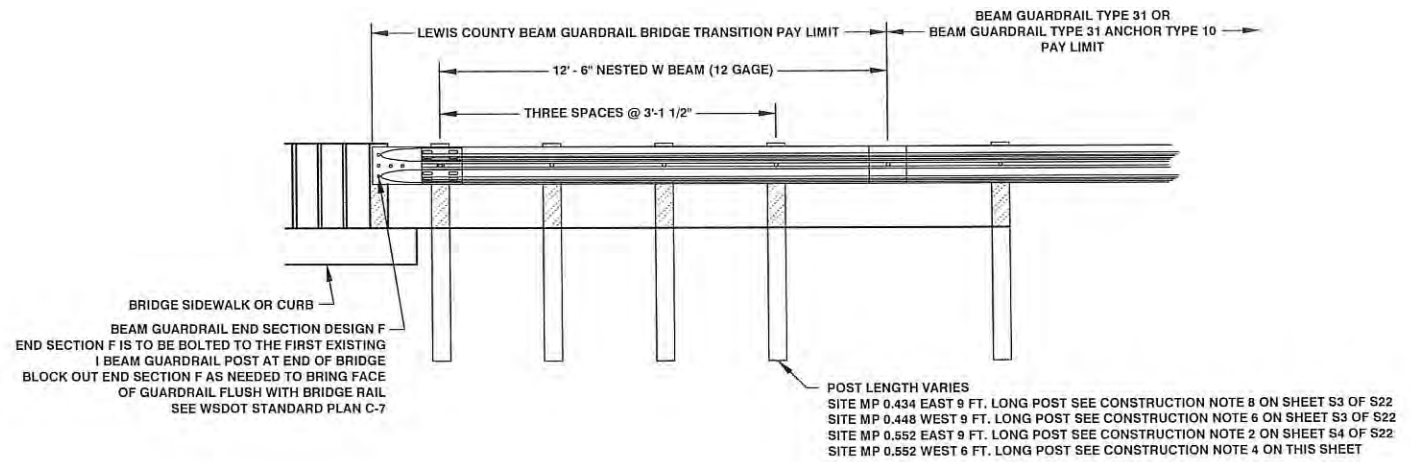 BEAM GUARDRAIL TYPE 31 OR
BEAM GUARDRAIL TYPE 31 ANCHOR TYPE 10
PAY LIMIT
LEWIS COUNTY BEAM GUARDRAIL BRIDGE TRANSITION PAY LIMIT
12' - 6" NESTED W BEAM (12 GAGE)
THREE SPACES @ 3'-1 1/2"
BRIDGE SIDEWALK OR CURB
BEAM GUARDRAIL END SECTION DESIGN F
END SECTION F IS TO BE BOLTED TO THE FIRST EXISTING
I BEAM GUARDRAIL POST AT END OF BRIDGE
BLOCK OUT END SECTION F AS NEEDED TO BRING FACE
OF GUARDRAIL FLUSH WITH BRIDGE RAIL
SEE WSDOT STANDARD PLAN C-7
POST LENGTH VARIES
SITE MP 0.434 EAST 9 FT. LONG POST SEE CONSTRUCTION NOTE 8 ON SHEET S3 OF S22
SITE MP 0.448 WEST 9 FT. LONG POST SEE CONSTRUCTION NOTE 6 ON SHEET S3 OF S22
SITE MP 0.552 EAST 9 FT. LONG POST SEE CONSTRUCTION NOTE 2 ON SHEET S4 OF S22
SITE MP 0.552 WEST 6 FT. LONG POST SEE CONSTRUCTION NOTE 4 ON THIS SHEET